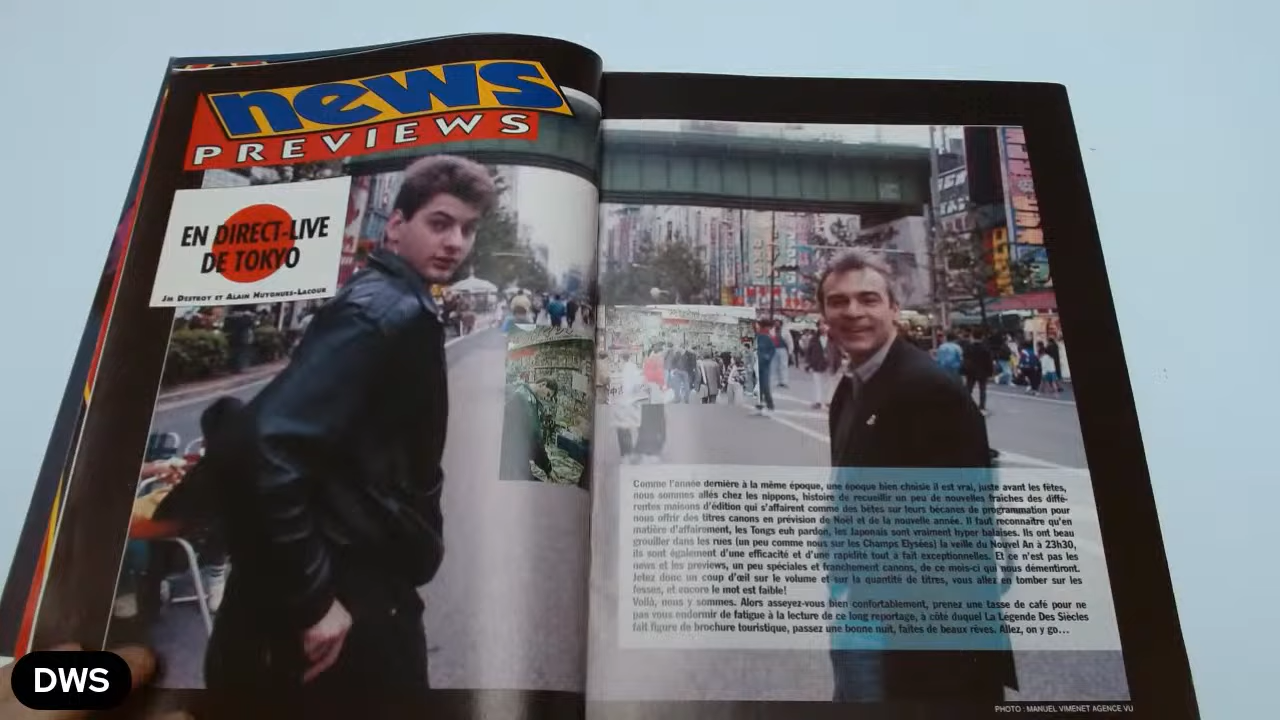 news
PREVIEWS
EN DIRECT-LIVE
DE TOKYO
JM DESTROY ET ALAIN HUYGHUES-LACOUR
Comme l'année dernière à la même époque, une époque bien choisie il est vrai, juste avant les fêtes,
nous sommes allés chez les nippons, histoire de recueillir un peu de nouvelles fraîches des diffé-
rentes maisons d'édition qui s'affairent comme des bêtes sur leurs bécanes de programmation pour
nous offrir des titres canons en prévision de Noël et de la nouvelle année. Il faut reconnaître qu'en
matière d'affairement, les Tongs euh pardon, les Japonais sont vraiment hyper balaises. Ils ont beau
grouiller dans les rues (un peu comme nous sur les Champs Elysées) la veille du Nouvel An à 23h30,
ils sont également d'une efficacité et d'une rapidité tout à fait exceptionnelles. Et ce n'est pas les
news et les previews, un peu spéciales et franchement canons, de ce mois-ci qui nous démentiront.
Jetez donc un coup d'œil sur le volume et sur la quantité de titres, vous allez en tomber sur les
fesses, et encore le mot est faible!
Voilà, nous y sommes. Alors asseyez-vous bien confortablement, prenez une tasse de café pour ne
pas vous endormir de fatigue à la lecture de ce long reportage, à côté duquel La Légende Des Siècles
fait figure de brochure touristique, passez une bonne nuit, faites de beaux rêves. Allez, on y go...
PHOTO : MANUEL VIMENET AGENCE VU
DWS